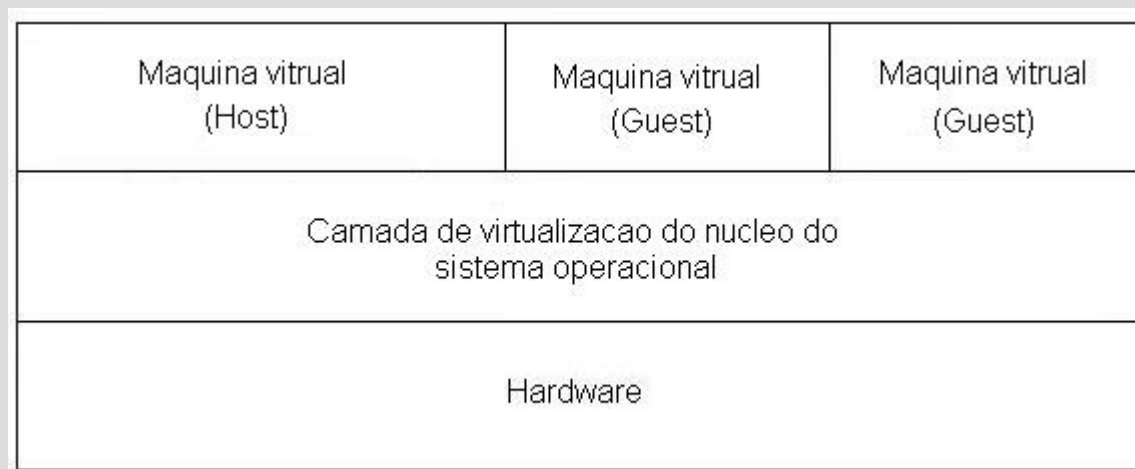 Maquina vitrual
(Host)
Maquina vitrual
(Guest)
Maquina vitrual
(Guest)
Camada de virtualizacao do nucleo do
sistema operacional
Hardware